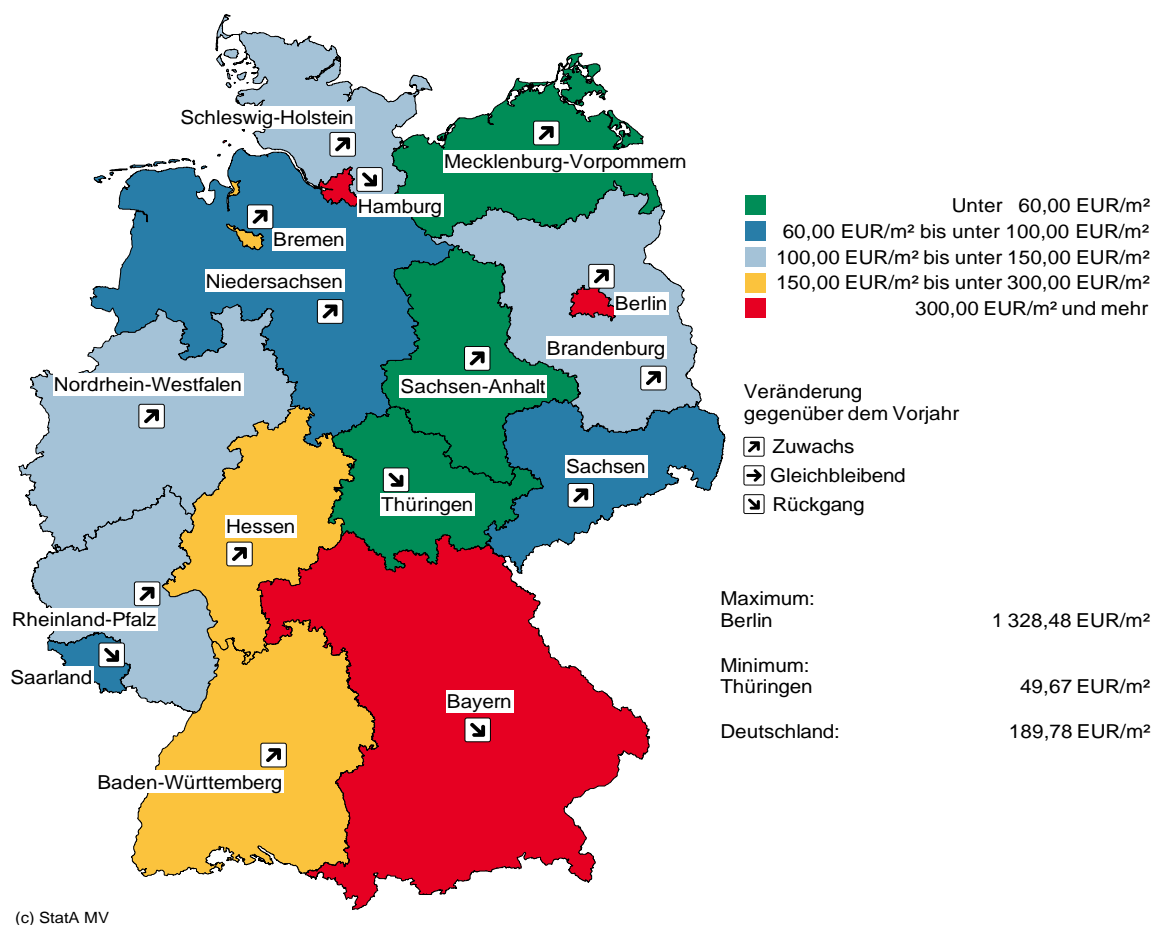 Schleswig-Holstein
Mecklenburg-Vorpommern
Hamburg
Bremen
Niedersachsen
Berlin
Brandenburg
Nordrhein-Westfalen
Sachsen-Anhalt
Sachsen
Thüringen
Hessen
Rheinland-Pfalz
Saarland
Bayern
Baden-Württemberg
Unter 60,00 EUR/m²
60,00 EUR/m² bis unter 100,00 EUR/m²
100,00 EUR/m² bis unter 150,00 EUR/m²
150,00 EUR/m² bis unter 300,00 EUR/m²
300,00 EUR/m² und mehr
Veränderung
gegenüber dem Vorjahr
Zuwachs
Gleichbleibend
Rückgang
Maximum:
Berlin 1 328,48 EUR/m²
Minimum:
Thüringen 49,67 EUR/m²
Deutschland: 189,78 EUR/m²
(c) StatA MV